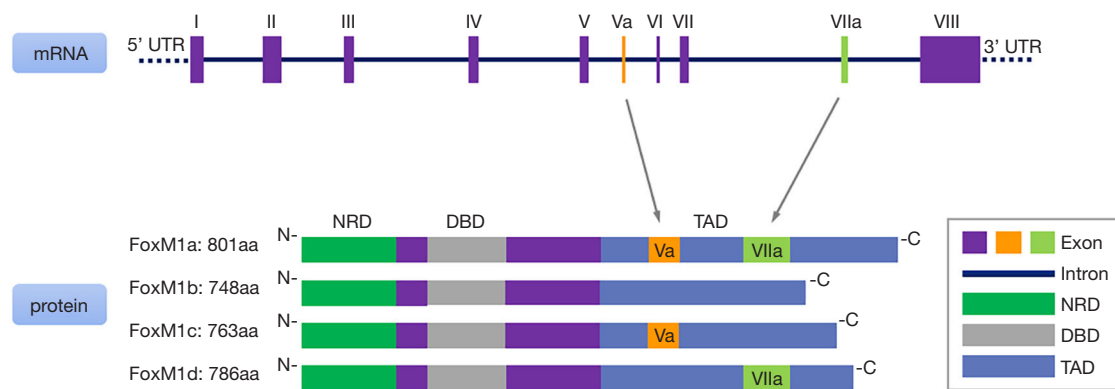 I II III IV V Va VI VII VIIa VIII
mRNA 5’ UTR 3’ UTR
NRD DBD TAD
FoxM1a: 801aa N- Va VIIa -C
FoxM1b: 748aa N- -C
protein
FoxM1c: 763aa N- Va -C
FoxM1d: 786aa N- VIIa -C
Exon
Intron
NRD
DBD
TAD